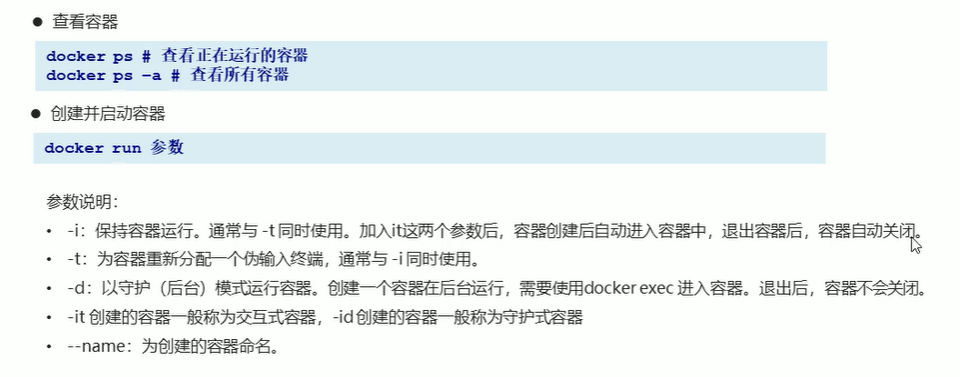 ● 查看容器
docker ps # 查看正在运行的容器
docker ps –a # 查看所有容器
● 创建并启动容器
docker run 参数
参数说明：
• -i：保持容器运行。通常与 -t 同时使用。加入it这两个参数后，容器创建后自动进入容器中，退出容器后，容器自动关闭。
• -t：为容器重新分配一个伪输入终端，通常与 -i 同时使用。
• -d：以守护（后台）模式运行容器。创建一个容器在后台运行，需要使用docker exec 进入容器。退出后，容器不会关闭。
• -it 创建的容器一般称为交互式容器，-id 创建的容器一般称为守护式容器
• --name：为创建的容器命名。